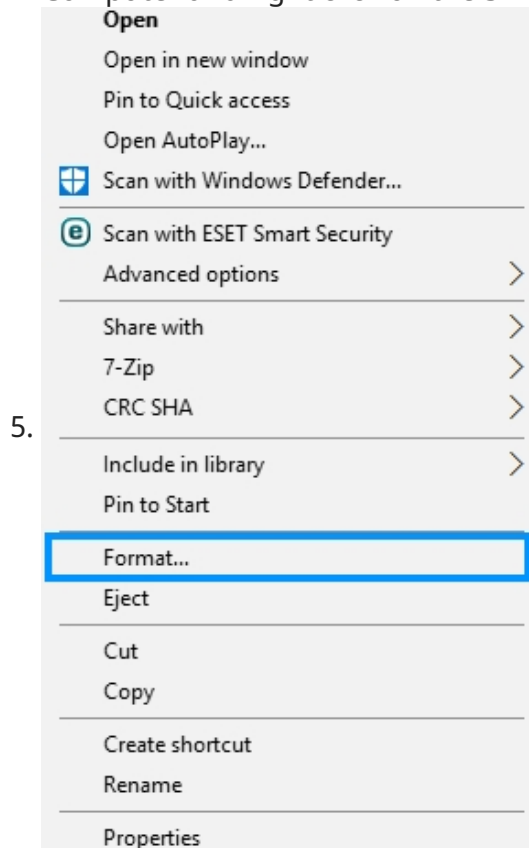 Open
Open in new window
Pin to Quick access
Open AutoPlay...
Scan with Windows Defender...
Scan with ESET Smart Security
Advanced options
Share with
7-Zip
CRC SHA
5.
Include in library
Pin to Start
Format...
Eject
Cut
Copy
Create shortcut
Rename
Properties